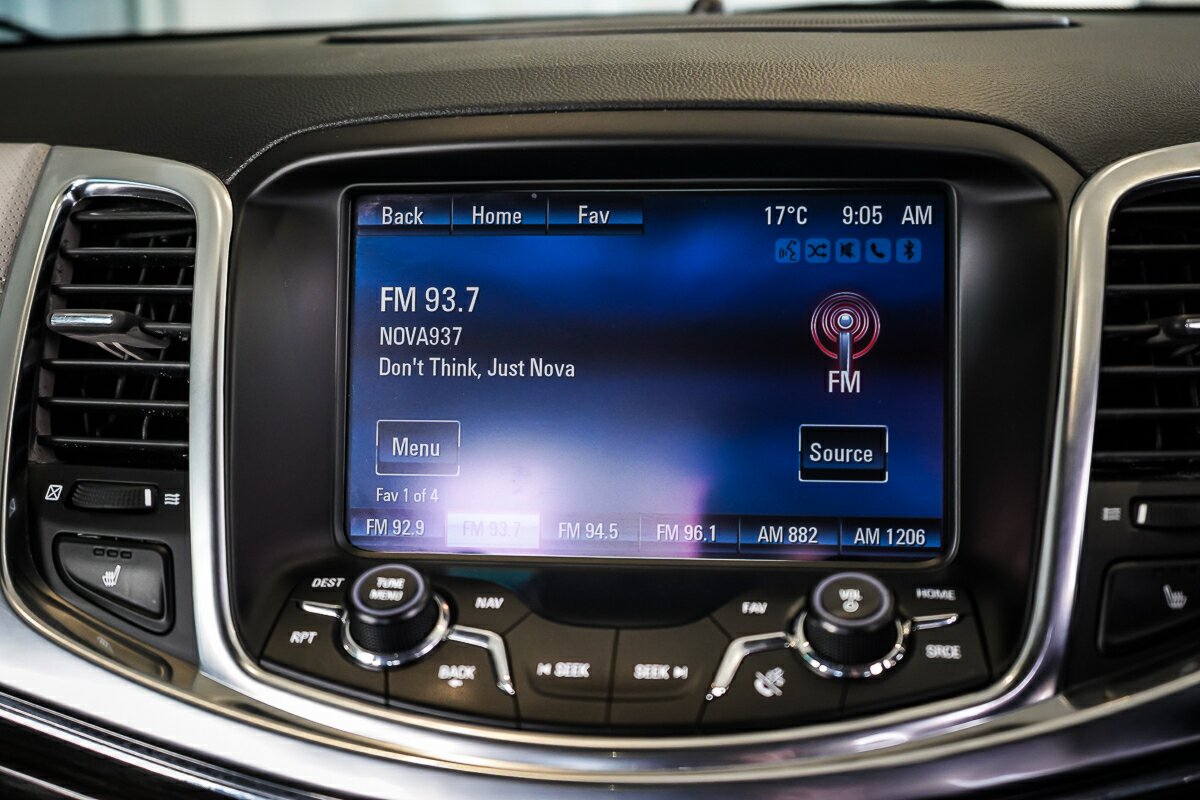 Back Home Fav 17°C 9:05 AM
FM 93.7
NOVA937
Don't Think, Just Nova
FM
Menu
Source
Fav 1 of 4
FM 92.9 FM 93.7 FM 94.5 FM 96.1 AM 882 AM 1206
DEST TUNE MENU NAV FAV VOL HOME
RPT BACK SEEK SEEK SRCE